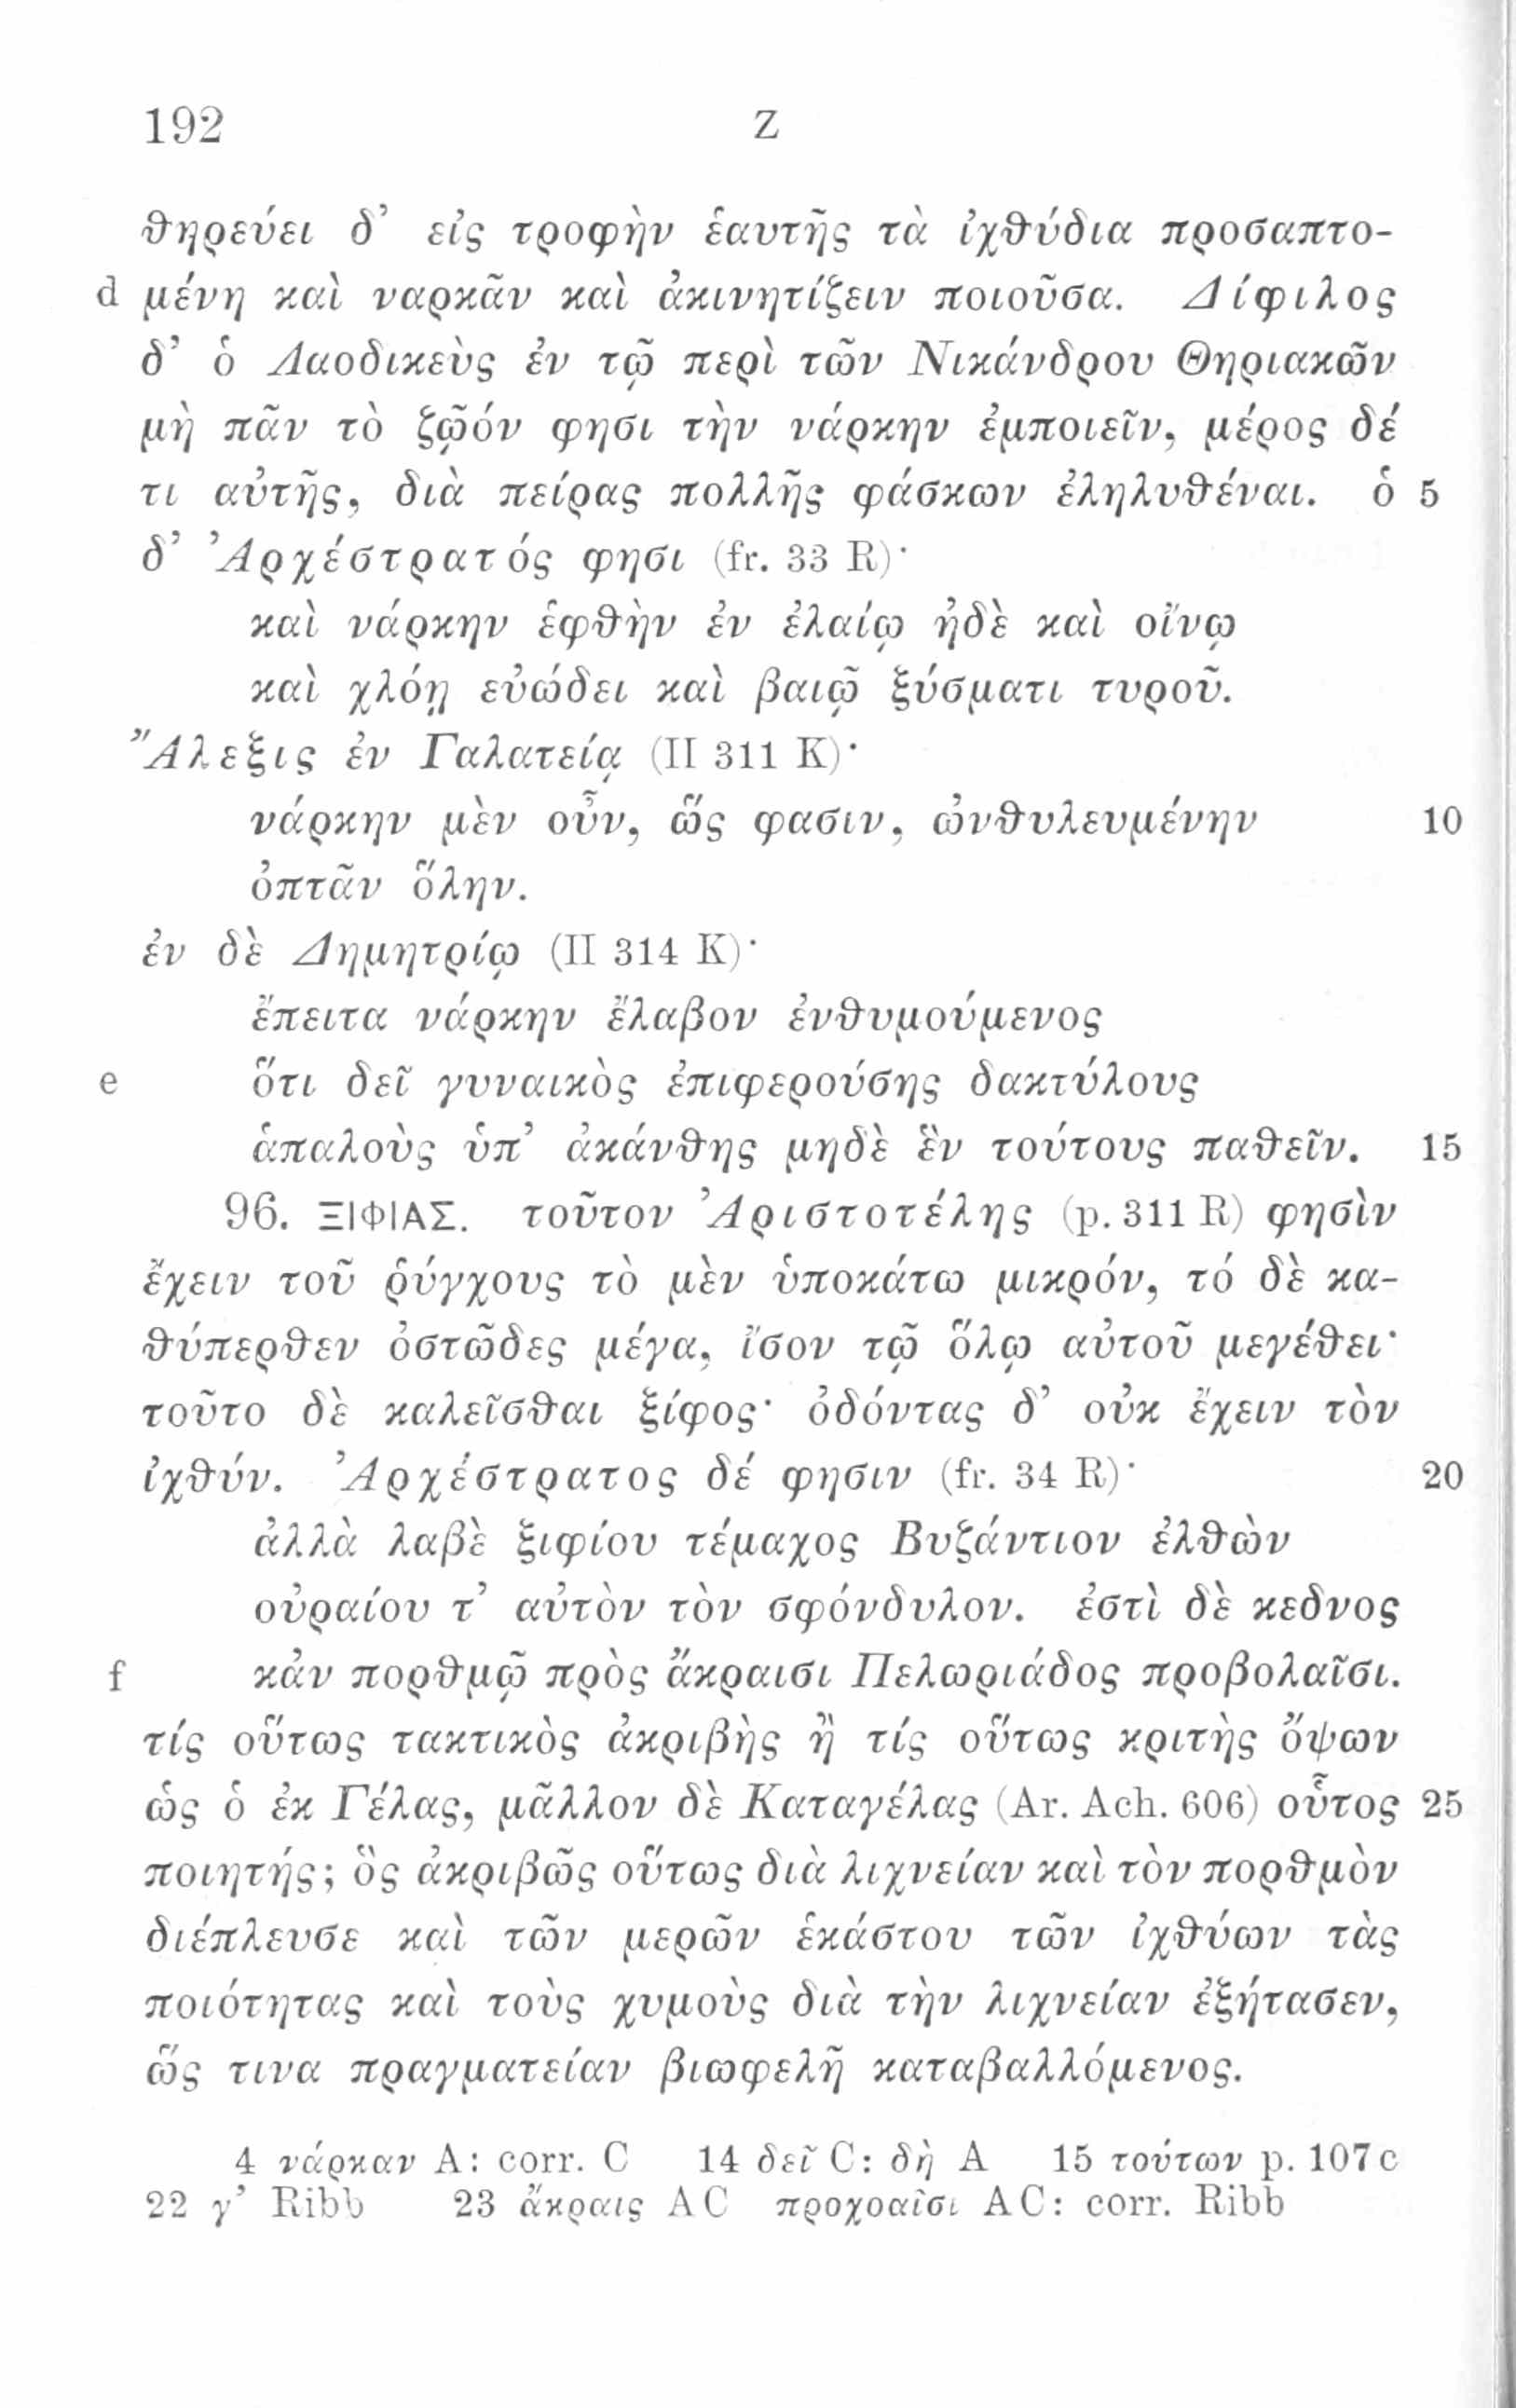 192 Ζ
θηρεύει δ’ εἰς τροφὴν ἑαυτῆς τὰ ἰχθύδια προσαπτο-
d μένη καὶ ναρκᾶν καὶ ἀκινητίζειν ποιοῦσα. Δίφιλος
δ’ ὁ Λαοδικεὺς ἐν τῷ περὶ τῶν Νικάνδρου Θηριακῶν
μὴ πᾶν τὸ ζῷόν φησι τὴν νάρκην ἐμποιεῖν, μέρος δέ
τι αὐτῆς, διὰ πείρας πολλῆς φάσκων ἐληλυθέναι. ὁ 5
δ’ Ἀρχέστρατός φησι (fr. 33 R)·
καὶ νάρκην ἑφθὴν ἐν ἐλαίῳ ἠδὲ καὶ οἴνῳ
καὶ χλόῃ εὐώδει καὶ βαιῷ ξύσματι τυροῦ.
Ἄλεξις ἐν Γαλατείᾳ (II 311 K)·
νάρκην μὲν οὖν, ὥς φασιν, ὠνθυλευμένην 10
ὀπτᾶν ὅλην.
ἐν δὲ Δημητρίῳ (II 314 K)·
ἔπειτα νάρκην ἔλαβον ἐνθυμούμενος
e ὅτι δεῖ γυναικὸς ἐπιφερούσης δακτύλους
ἁπαλοὺς ὑπ’ ἀκάνθης μηδὲ ἓν τούτους παθεῖν. 15
96. ΞΙΦΙΑΣ. τοῦτον Ἀριστοτέλης (p. 311 R) φησὶν
ἔχειν τοῦ ῥύγχους τὸ μὲν ὑποκάτω μικρόν, τό δὲ κα-
θύπερθεν ὀστῶδες μέγα, ἴσον τῷ ὅλῳ αὐτοῦ μεγέθει·
τοῦτο δὲ καλεῖσθαι ξίφος· ὀδόντας δ’ οὐκ ἔχειν τὸν
ἰχθύν. Ἀρχέστρατος δέ φησιν (fr. 34 R)· 20
ἀλλὰ λαβὲ ξιφίου τέμαχος Βυζάντιον ἐλθὼν
οὐραίου τ’ αὐτὸν τὸν σφόνδυλον. ἐστὶ δὲ κεδνος
f κἀν πορθμῷ πρὸς ἄκραισι Πελωριάδος προβολαῖσι.
τίς οὕτως τακτικὸς ἀκριβὴς ἢ τίς οὕτως κριτὴς ὄψων
ὡς ὁ ἐκ Γέλας, μᾶλλον δὲ Καταγέλας (Ar. Ach. 606) οὗτος 25
ποιητής; ὃς ἀκριβῶς οὕτως διὰ λιχνείαν καὶ τὸν πορθμὸν
διέπλευσε καὶ τῶν μερῶν ἑκάστου τῶν ἰχθύων τὰς
ποιότητας καὶ τοὺς χυμοὺς διὰ τὴν λιχνείαν ἐξήτασεν,
ὥς τινα πραγματείαν βιωφελῆ καταβαλλόμενος.
4 νάρκαν A: corr. C 14 δεῖ C: δὴ A 15 τούτων p. 107 c
22 γ’ Ribb 23 ἄκραις AC προχοαῖσι AC: corr. Ribb